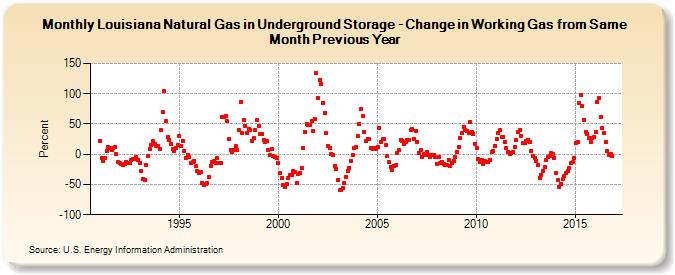 Monthly Louisiana Natural Gas in Underground Storage - Change in Working Gas from Same
Month Previous Year
Percent
150
100
50
0
-50
-100
1995
2000
2005
2010
2015
Source: U.S. Energy Information Administration